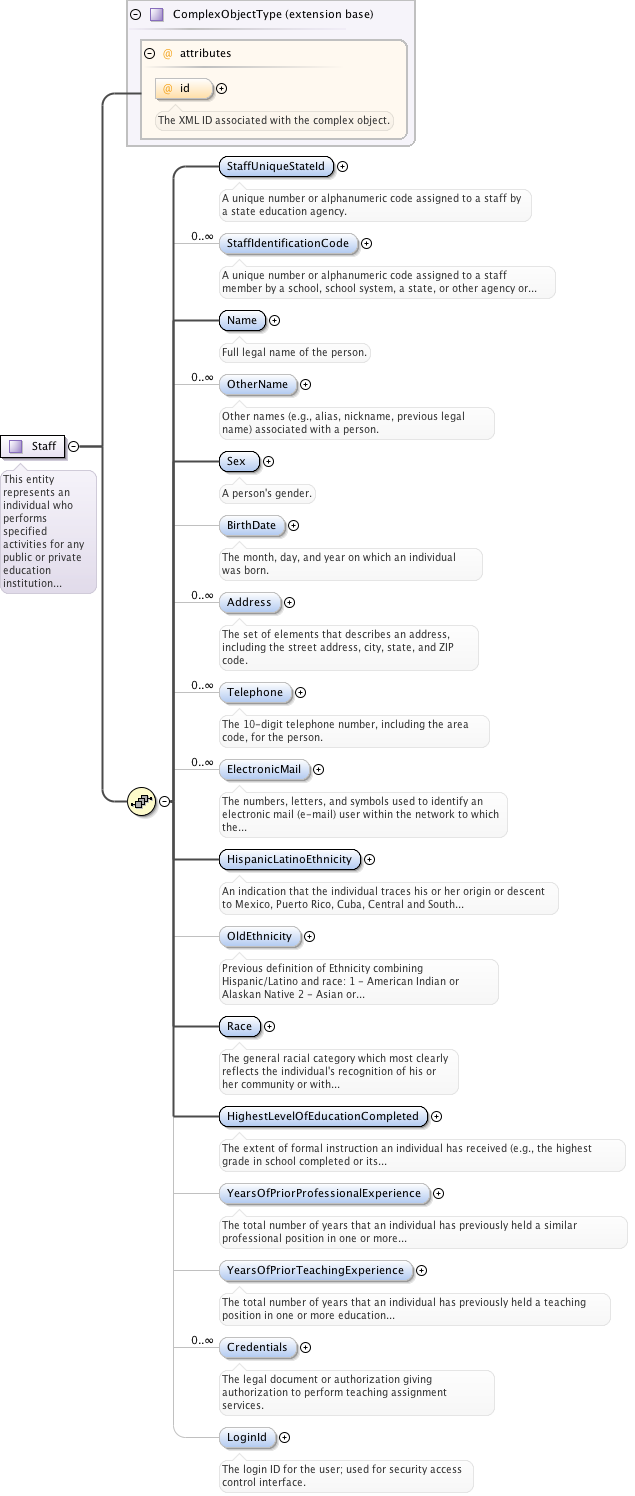 ComplexObjectType (extension base)
@ attributes
@ id
The XML ID associated with the complex object.
StaffUniqueStateId
A unique number or alphanumeric code assigned to a staff by
a state education agency.
0..∞
StaffIdentificationCode
A unique number or alphanumeric code assigned to a staff
member by a school, school system, a state, or other agency or...
Name
Full legal name of the person.
0..∞
OtherName
Other names (e.g., alias, nickname, previous legal
name) associated with a person.
Staff
This entity
represents an
individual who
performs
specified
activities for any
public or private
education
institution...
Sex
A person's gender.
BirthDate
The month, day, and year on which an individual
was born.
0..∞
Address
The set of elements that describes an address,
including the street address, city, state, and ZIP
code.
0..∞
Telephone
The 10-digit telephone number, including the area
code, for the person.
0..∞
ElectronicMail
The numbers, letters, and symbols used to identify an
electronic mail (e-mail) user within the network to which
the...
HispanicLatinoEthnicity
An indication that the individual traces his or her origin or descent
to Mexico, Puerto Rico, Cuba, Central and South...
OldEthnicity
Previous definition of Ethnicity combining
Hispanic/Latino and race: 1 - American Indian or
Alaskan Native 2 - Asian or...
Race
The general racial category which most clearly
reflects the individual's recognition of his or
her community or with...
HighestLevelOfEducationCompleted
The extent of formal instruction an individual has received (e.g., the highest
grade in school completed or its...
YearsOfPriorProfessionalExperience
The total number of years that an individual has previously held a similar
professional position in one or more...
YearsOfPriorTeachingExperience
The total number of years that an individual has previously held a teaching
position in one or more education...
0..∞
Credentials
The legal document or authorization giving
authorization to perform teaching assignment
services.
LoginId
The login ID for the user; used for security access
control interface.